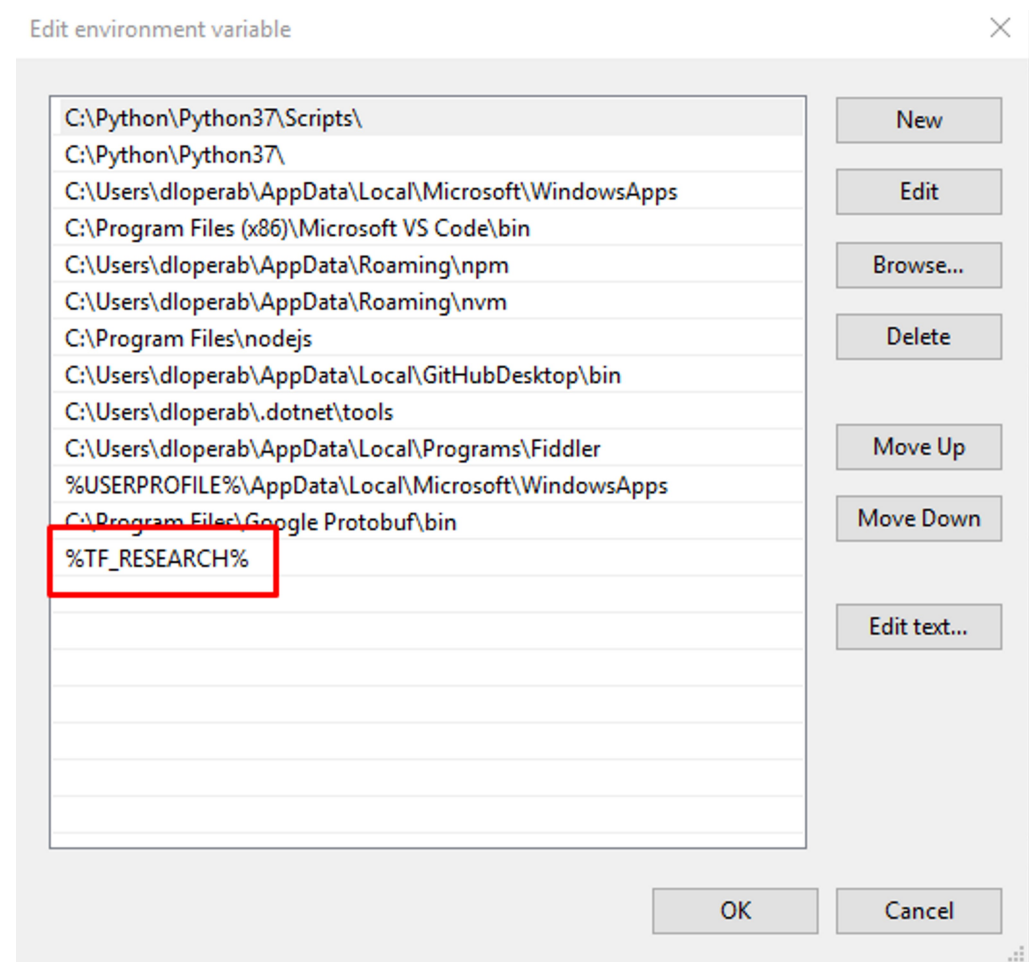 Edit environment variable
C:\Python\Python37\Scripts\
New
C:\Python\Python37\
C:\Users\dloperab\AppData\Local\Microsoft\WindowsApps
Edit
C:\Program Files (x86)\Microsoft VS Code\bin
C:\Users\dloperab\AppData\Roaming\npm
Browse...
C:\Users\dloperab\AppData\Roaming\nvm
C:\Program Files\nodejs
Delete
C:\Users\dloperab\AppData\Local\GitHubDesktop\bin
C:\Users\dloperab\.dotnet\tools
C:\Users\dloperab\AppData\Local\Programs\Fiddler
Move Up
%USERPROFILE%\AppData\Local\Microsoft\WindowsApps
C:\Program Files\Google Protobuf\bin
Move Down
%TF_RESEARCH%
Edit text...
OK
Cancel